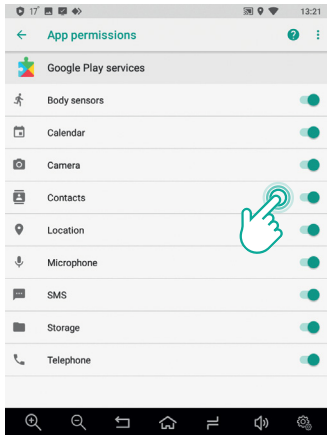 17° 13:21
App permissions ?
Google Play services
Body sensors
Calendar
Camera
Contacts
Location
Microphone
SMS
Storage
Telephone